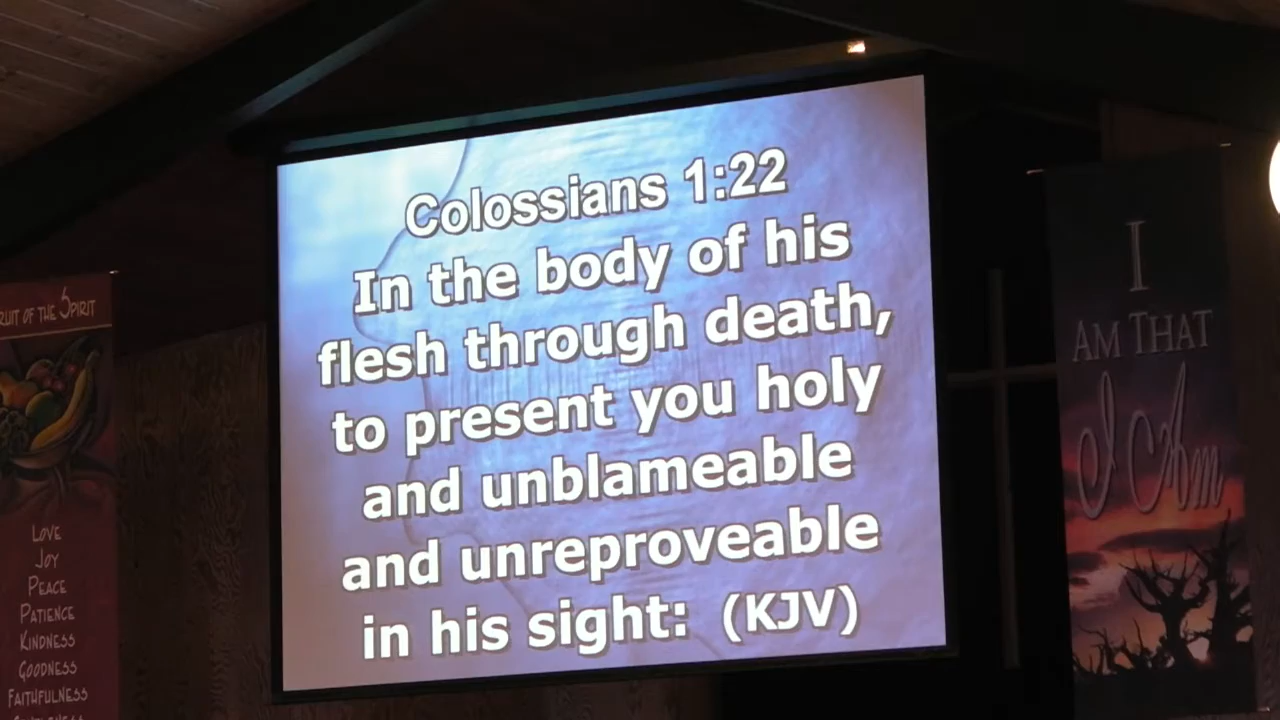 Colossians 1:22
In the body of his
flesh through death,
to present you holy
and unblameable
and unreproveable
in his sight: (KJV)
OF THE SPIRIT
LOVE
JOY
PEACE
PATIENCE
KINDNESS
GOODNESS
FAITHFULNESS
I
AM THAT
I Am